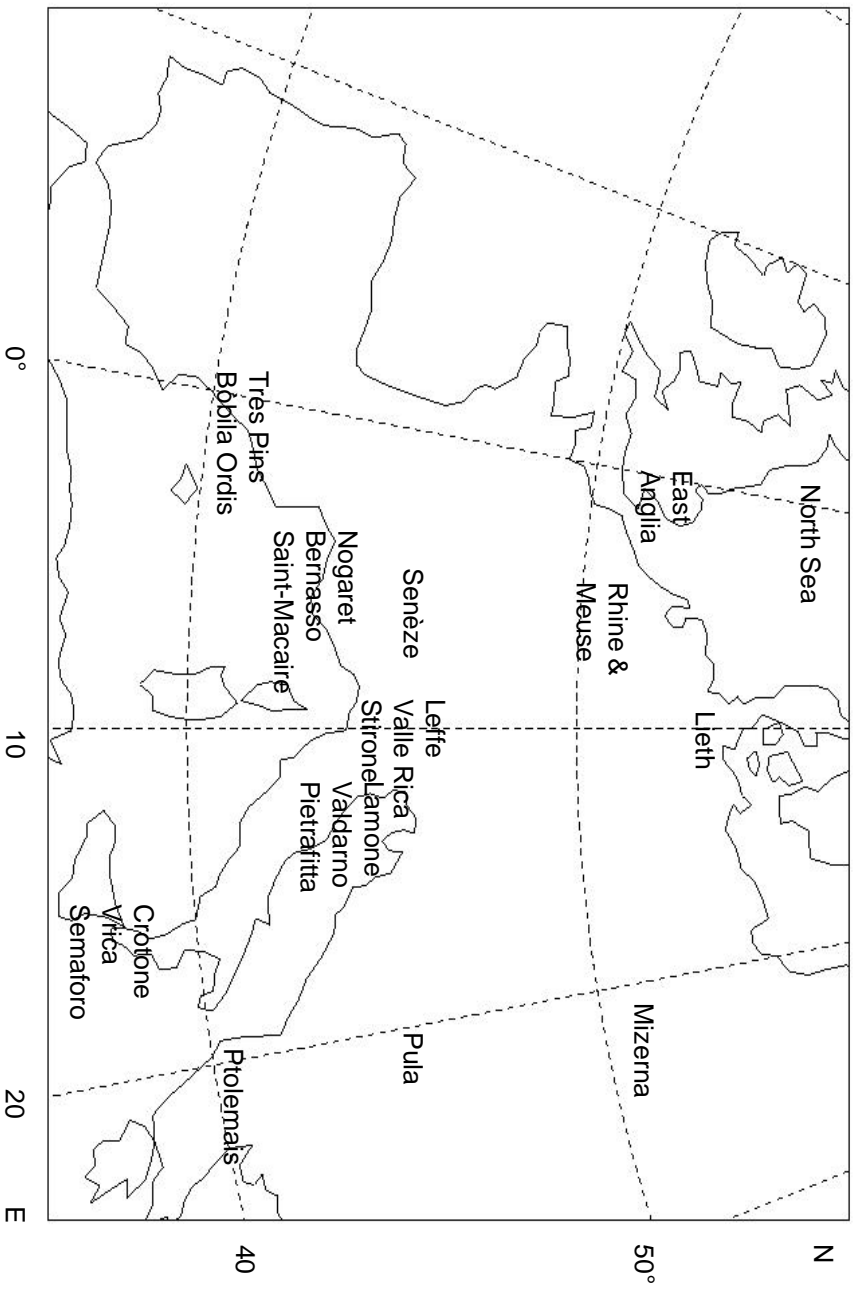 N
50°
40
North Sea
East
Anglia
Rhine &
Meuse
Lieth
Mizerna
Senèze
Nogaret
Bernasso
Saint-Macaire
Leffe
Valle Rica
Stirone
Lamone
Valdarno
Pietrafitta
Pula
Très Pins
Bòbila Ordis
Crotone
Vrica
Semaforo
Ptolemais
0°
10
20
E